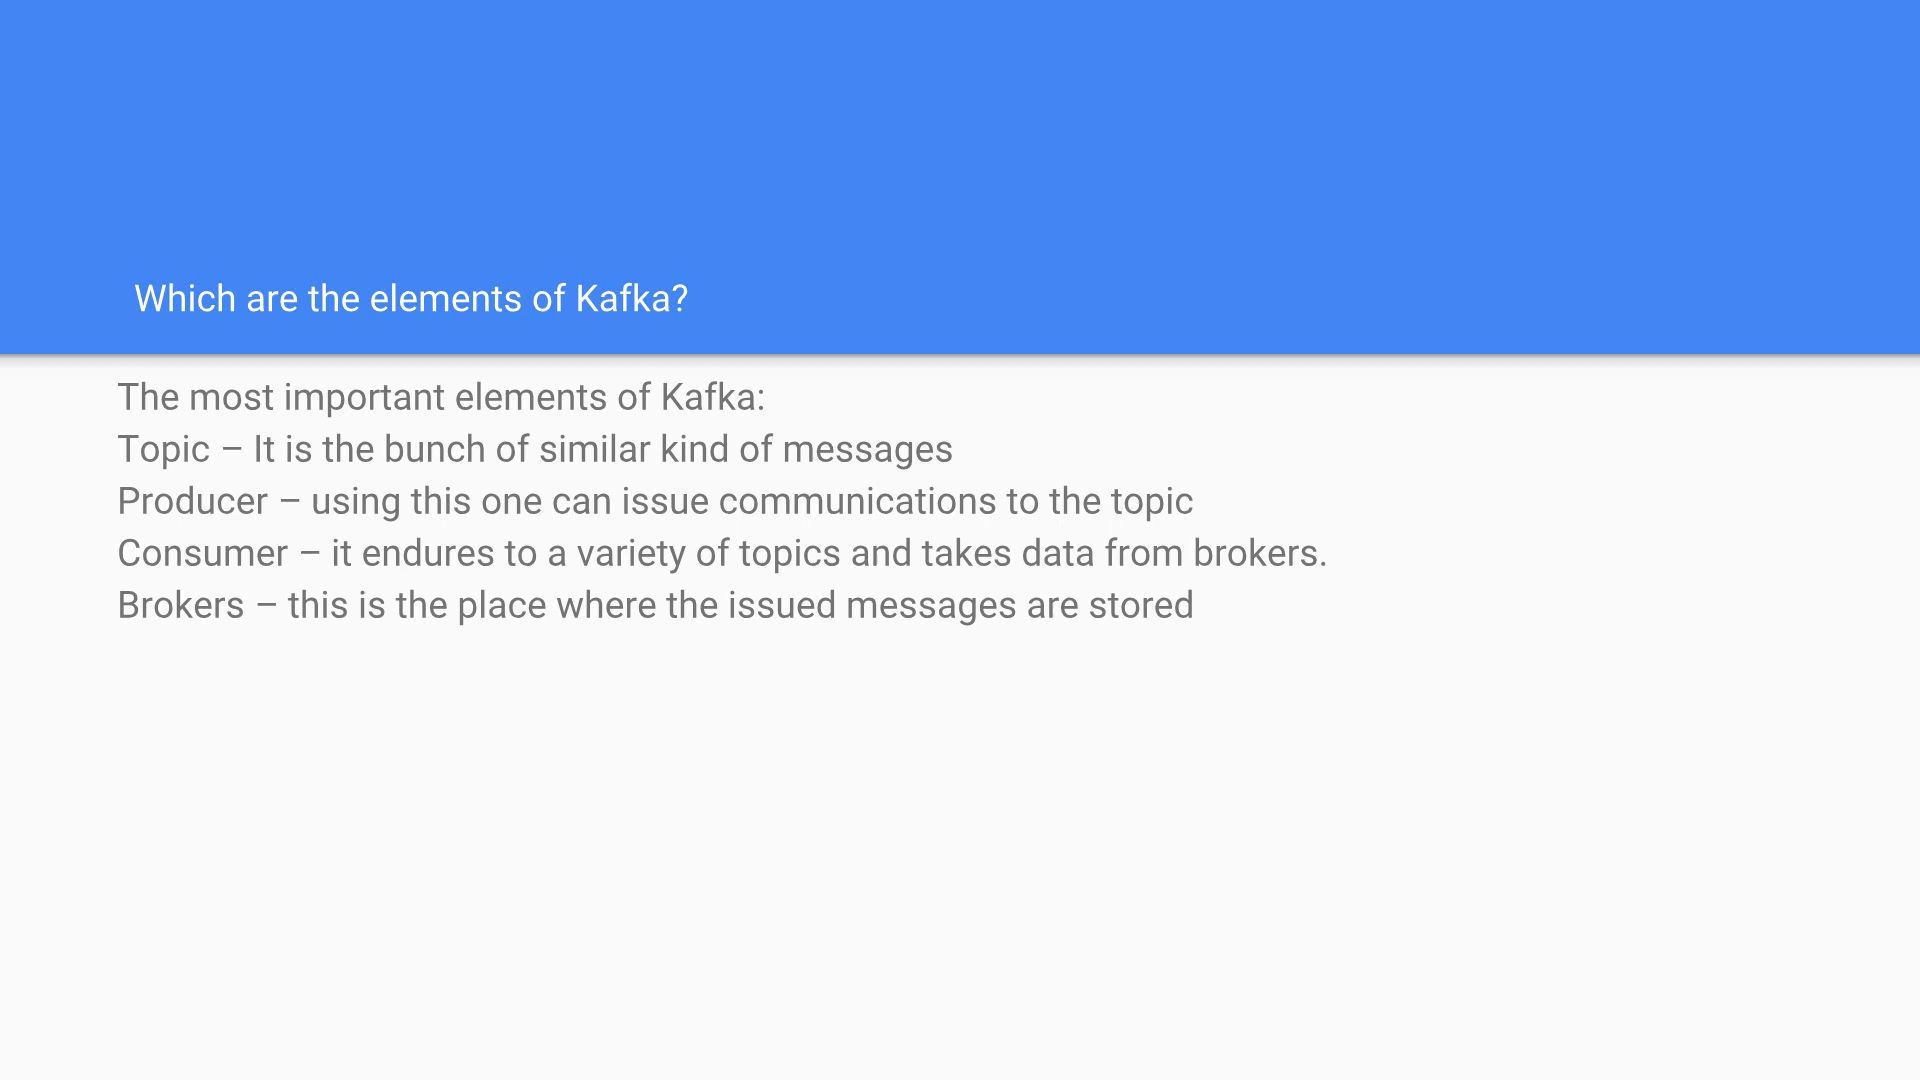 Which are the elements of Kafka?
The most important elements of Kafka:
Topic – It is the bunch of similar kind of messages
Producer – using this one can issue communications to the topic
Consumer – it endures to a variety of topics and takes data from brokers.
Brokers – this is the place where the issued messages are stored